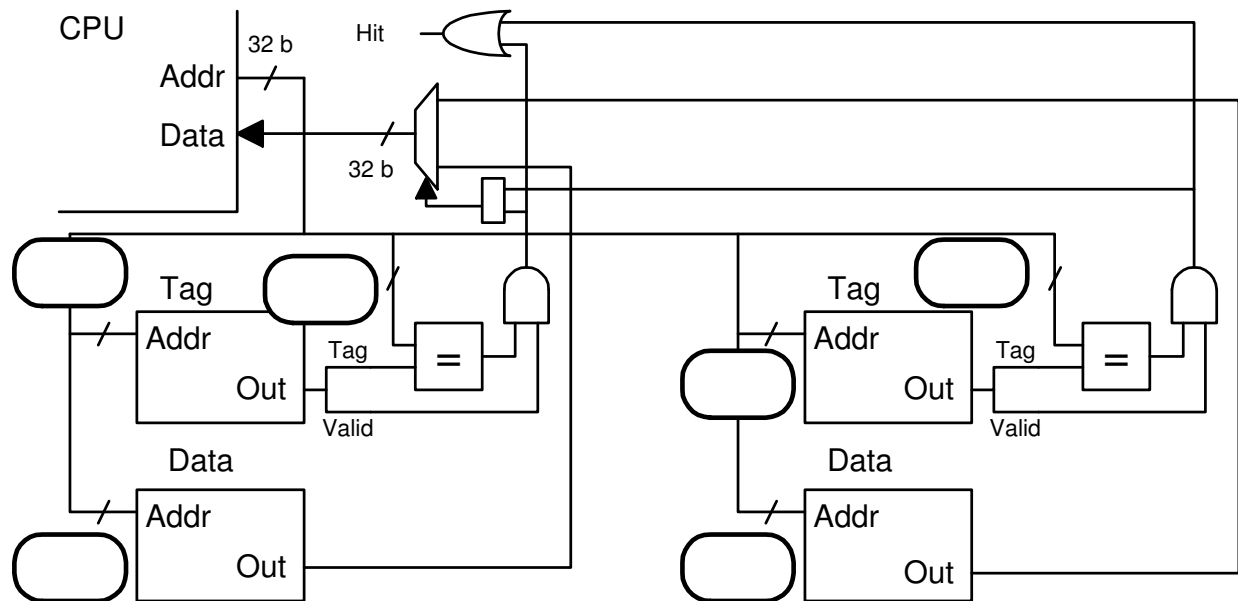 CPU
32 b
Hit
Addr
Data
32 b
Tag
Tag
Addr
Tag
=
Out
Valid
Addr
Tag
=
Out
Valid
Data
Data
Addr
Out
Addr
Out